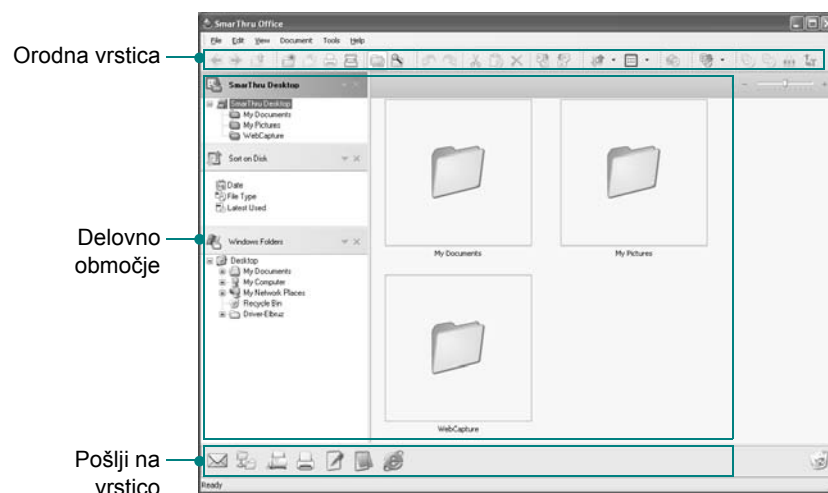 SmarThru Office
File Edit View Document Tools Help
Orodna vrstica
SmarThru Desktop
SmarThru Desktop
My Documents
My Pictures
WebCapture
Sort on Disk
Date
File Type
Latest Used
Delovno
območje
Windows Folders
Desktop
My Documents
My Computer
My Network Places
Recycle Bin
Driver-Elbruz
My Documents
My Pictures
WebCapture
Pošlji na
vrstico
Ready